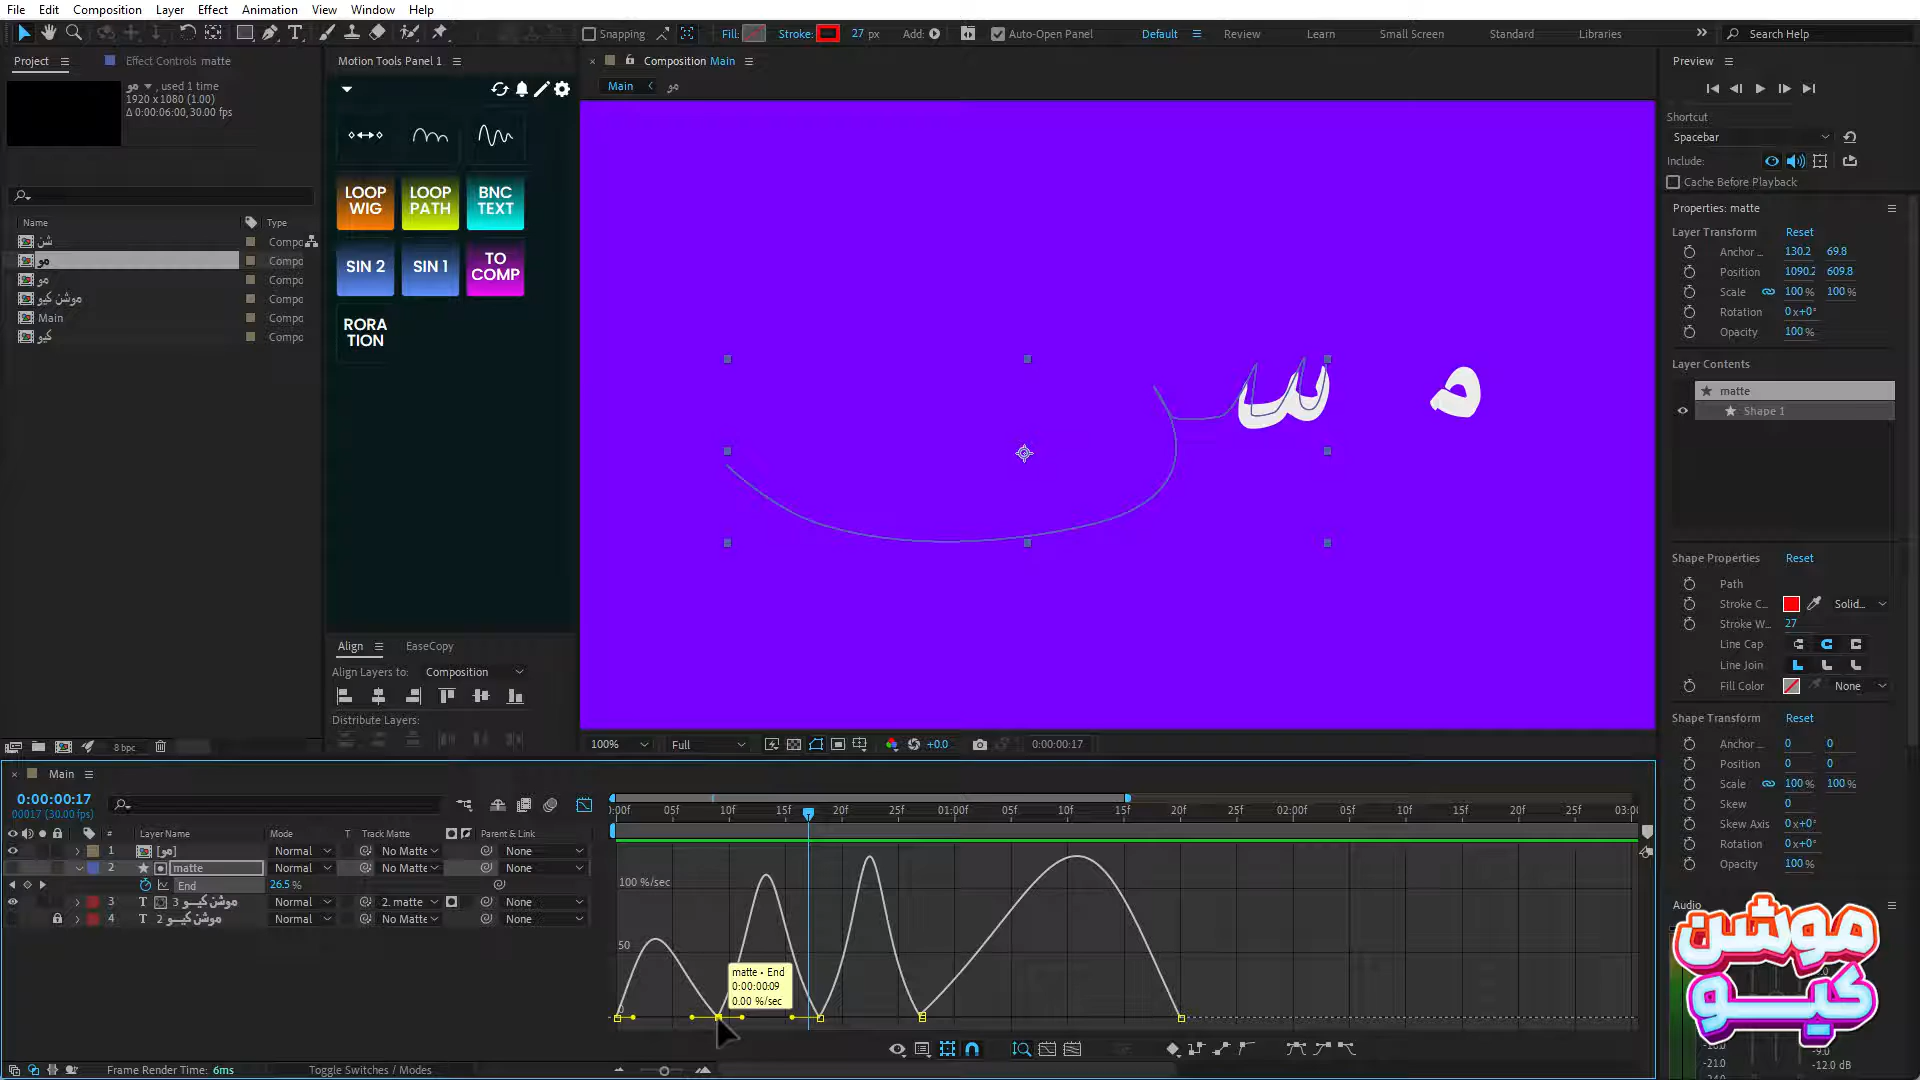 File Edit Composition Layer Effect Animation View Window Help
Snapping Fill: Stroke: 27 px Add: Auto-Open Panel Default Review Learn Small Screen Standard Libraries Search Help
Project Effect Controls matte
مو , used 1 time
1920 x 1080 (1.00)
Δ 0:00:06:00, 30.00 fps
Name Type
شن Compo
مو Compo
مو Compo
موشن كيو Compo
Main Compo
كيو Compo
8 bpc
Motion Tools Panel 1
LOOP WIG
LOOP PATH
BNC TEXT
SIN 2
SIN 1
TO COMP
RORA TION
Align EaseCopy
Align Layers to: Composition
Distribute Layers:
Composition Main
Main مو
100% Full +0.0 0:00:00:17
Preview
Shortcut
Spacebar
Include:
Cache Before Playback
Properties: matte
Layer Transform Reset
Anchor ... 130.2 69.8
Position 1090.2 609.8
Scale 100 % 100 %
Rotation 0x+0°
Opacity 100 %
Layer Contents
matte
Shape 1
Shape Properties Reset
Path
Stroke C... Solid...
Stroke W... 27
Line Cap
Line Join
Fill Color None
Shape Transform Reset
Anchor ... 0 0
Position 0 0
Scale 100 % 100 %
Skew 0
Skew Axis 0x+0°
Rotation 0x+0°
Opacity 100 %
Audio
موشن
كيو
-21.0
-9.0
-12.0 dB
Main
0:00:00:17
00017 (30.00 fps)
# Layer Name Mode T Track Matte Parent & Link
1 [مو] Normal No Matte None
2 matte Normal No Matte None
End 26.5 %
3 موشن كيـــو 3 Normal 2. matte None
4 موشن كيـــو 2 Normal No Matte None
Frame Render Time: 6ms Toggle Switches / Modes
):00f 05f 10f 15f 20f 25f 01:00f 05f 10f 15f 20f 25f 02:00f 05f 10f 15f 20f 25f 03:0
100 %/sec
50
0
matte • End
0:00:00:09
0.00 %/sec